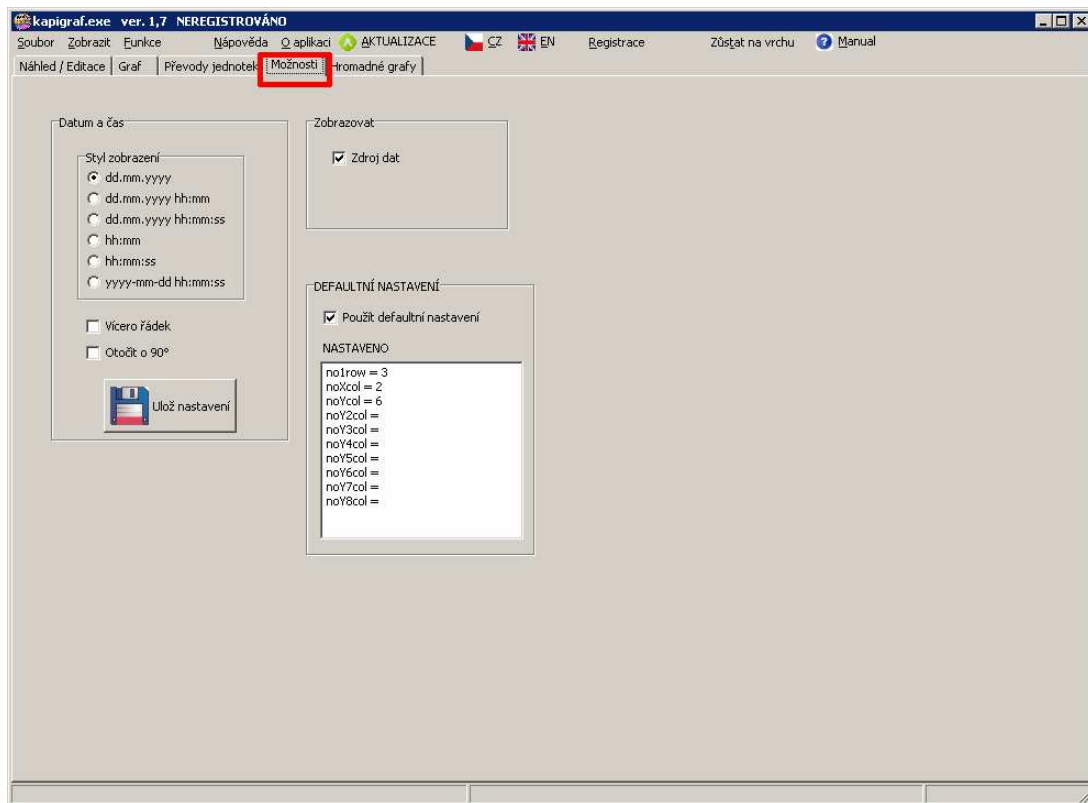 kapigraf.exe ver. 1,7 NEREGISTROVÁNO
Soubor Zobrazit Funkce Nápověda O aplikaci AKTUALIZACE CZ EN Registrace Zůstat na vrchu Manual
Náhled / Editace Graf Převody jednotek Možnosti Hromadné grafy
Datum a čas
Styl zobrazení
dd.mm.yyyy
dd.mm.yyyy hh:mm
dd.mm.yyyy hh:mm:ss
hh:mm
hh:mm:ss
yyyy-mm-dd hh:mm:ss
Vícero řádek
Otočit o 90°
Ulož nastavení
Zobrazovat
Zdroj dat
DEFAULTNÍ NASTAVENÍ
Použít defaultní nastavení
NASTAVENO
no1row = 3
noXcol = 2
noYcol = 6
noY2col =
noY3col =
noY4col =
noY5col =
noY6col =
noY7col =
noY8col =